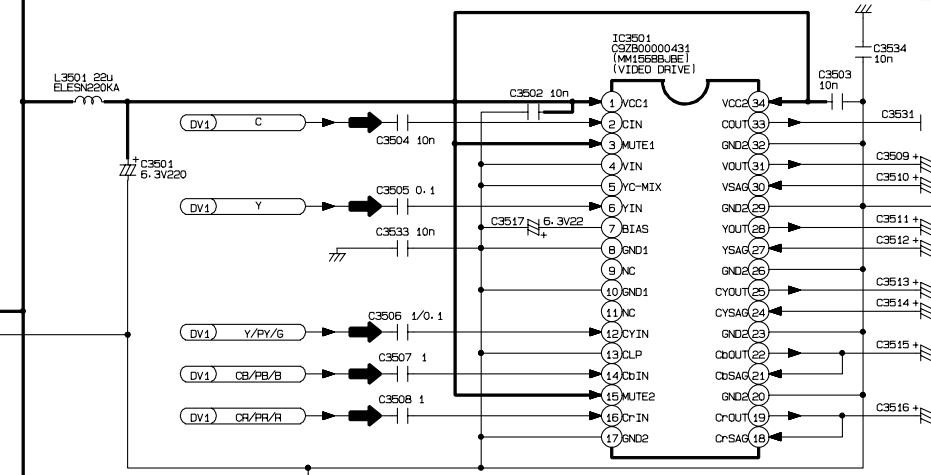 IC3501
C9ZB00000431
(MM1568BJBE)
(VIDEO DRIVE)
C3534
10n
L3501 22u
ELESN220KA
C3502 10n
C3503
10n
1 VCC1
VCC2 34
DV1 C
C3504 10n
2 CIN
COUT 33
C3531
3 MUTE1
GND2 32
C3501
6.3V220
+
4 VIN
VOUT 31
C3509 +
5 YC-MIX
VSAG 30
C3510 +
DV1 Y
C3505 0.1
6 YIN
GND2 29
C3517
6.3V22
+
7 BIAS
YOUT 28
C3511 +
C3533 10n
8 GND1
YSAG 27
C3512 +
9 NC
GND2 26
10 GND1
CYOUT 25
C3513 +
11 NC
CYSAG 24
C3514 +
DV1 Y/PY/G
C3506 1/0.1
12 CYIN
GND2 23
13 CLP
CbOUT 22
C3515 +
DV1 CB/PB/B
C3507 1
14 CbIN
CbSAG 21
15 MUTE2
GND2 20
DV1 CR/PR/R
C3508 1
16 CrIN
CrOUT 19
C3516 +
17 GND2
CrSAG 18